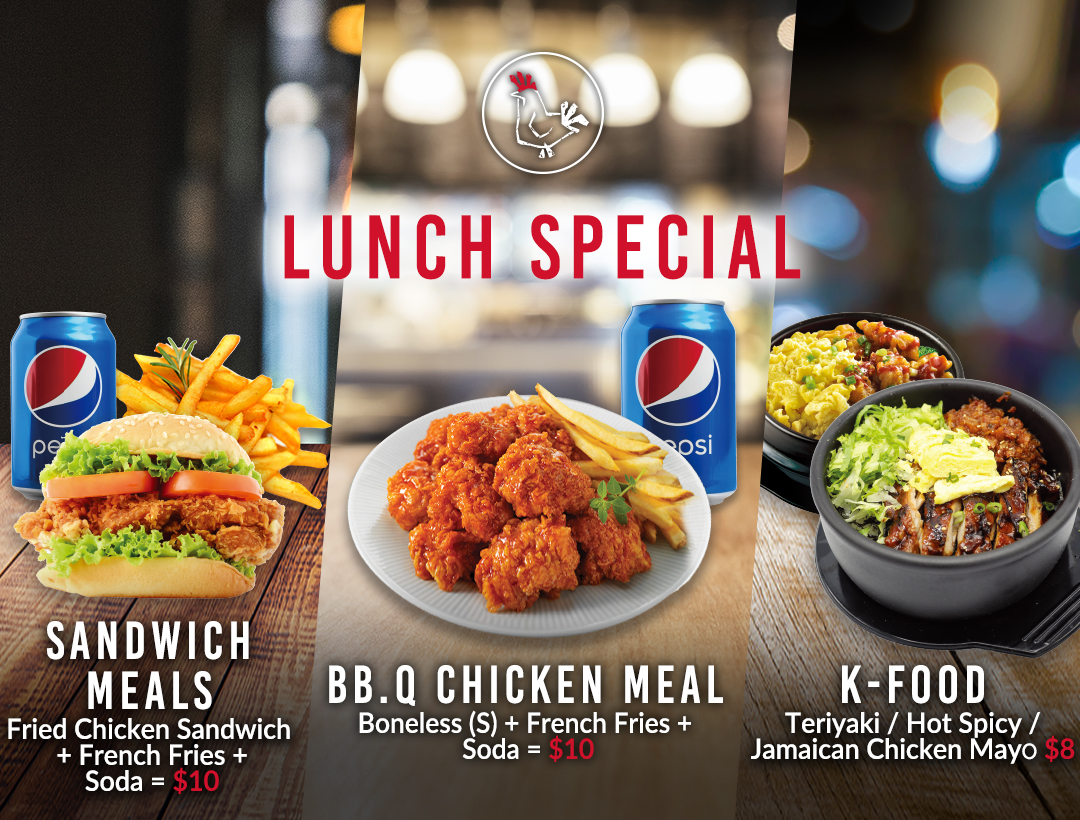 LUNCH SPECIAL
pepsi
SANDWICH
MEALS
Fried Chicken Sandwich
+ French Fries +
Soda = $10
BB.Q CHICKEN MEAL
Boneless (S) + French Fries +
Soda = $10
K-FOOD
Teriyaki / Hot Spicy /
Jamaican Chicken Mayo $8